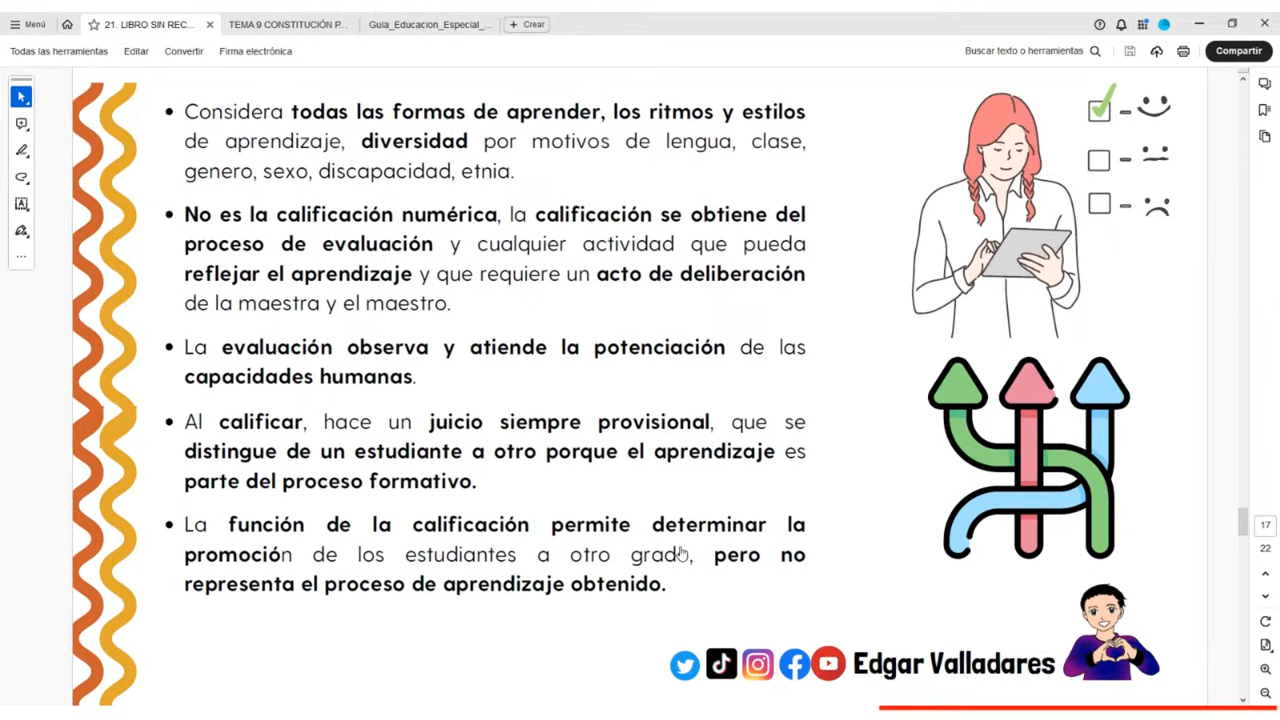 Menú
21. LIBRO SIN REC...
TEMA 9 CONSTITUCIÓN P...
Guia_Educacion_Especial_...
Crear
Todas las herramientas
Editar
Convertir
Firma electrónica
Buscar texto o herramientas
Compartir
• Considera todas las formas de aprender, los ritmos y estilos
de aprendizaje, diversidad por motivos de lengua, clase,
genero, sexo, discapacidad, etnia.
• No es la calificación numérica, la calificación se obtiene del
proceso de evaluación y cualquier actividad que pueda
reflejar el aprendizaje y que requiere un acto de deliberación
de la maestra y el maestro.
• La evaluación observa y atiende la potenciación de las
capacidades humanas.
• Al calificar, hace un juicio siempre provisional, que se
distingue de un estudiante a otro porque el aprendizaje es
parte del proceso formativo.
• La función de la calificación permite determinar la
promoción de los estudiantes a otro grado, pero no
representa el proceso de aprendizaje obtenido.
17
22
Edgar Valladares